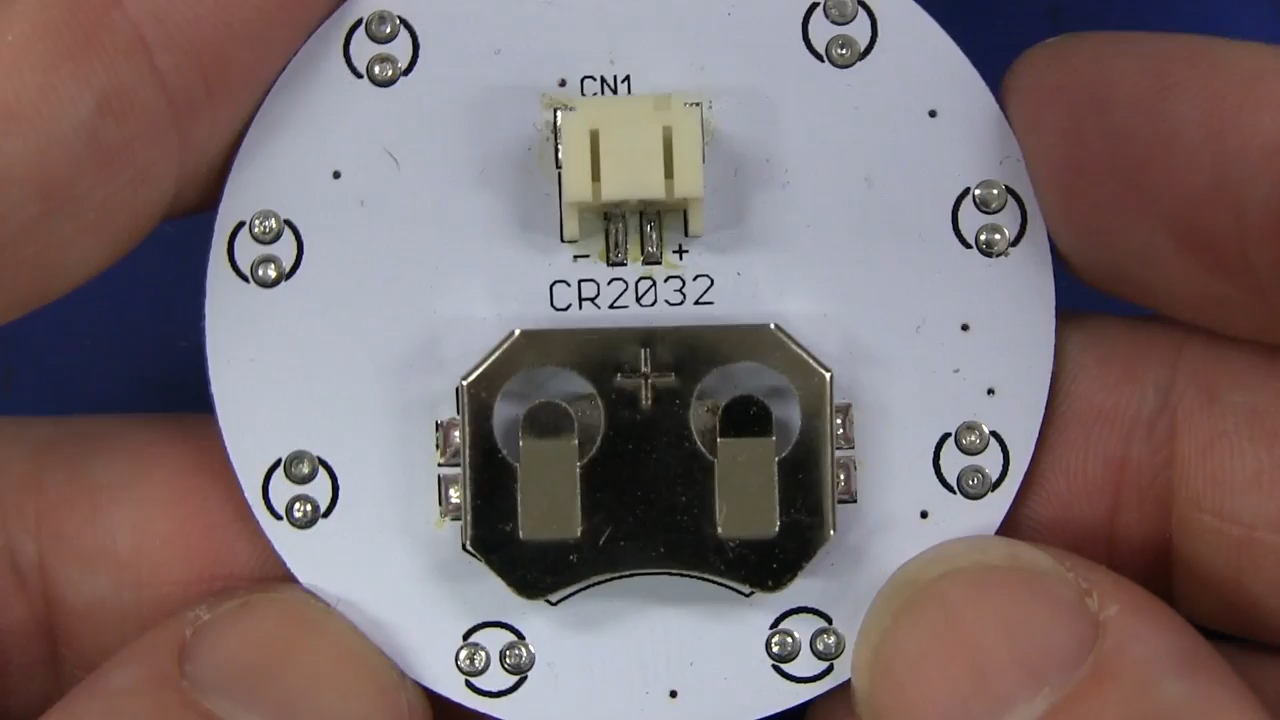 CN1
- +
CR2032
+